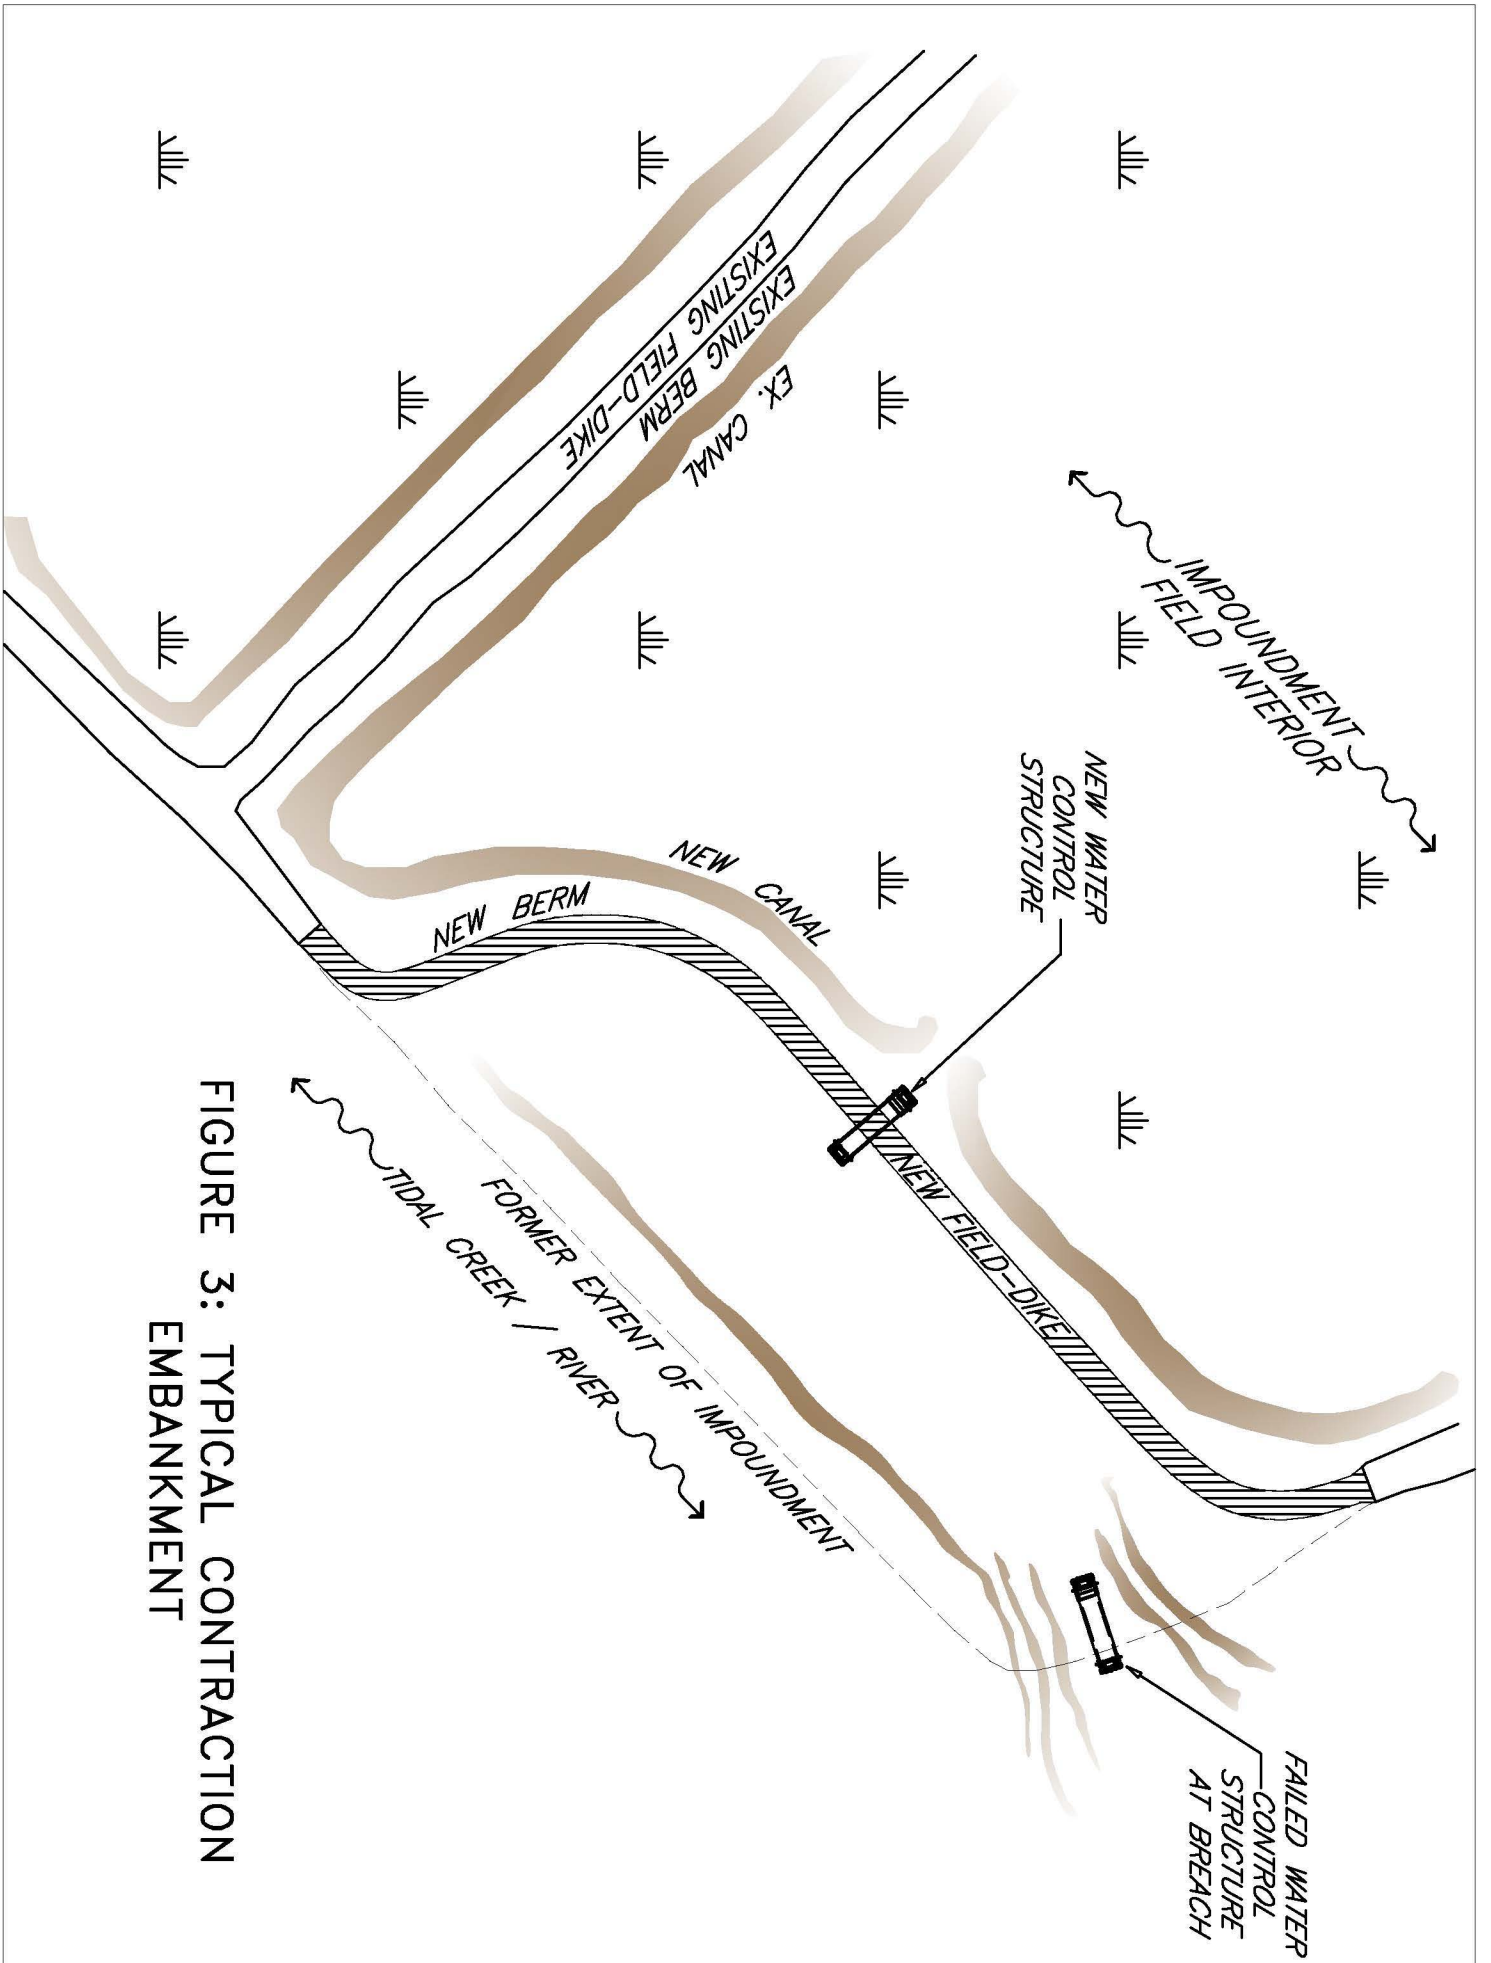 IMPOUNDMENT
FIELD INTERIOR
EX. CANAL
EXISTING BERM
EXISTING FIELD-DIKE
NEW WATER
CONTROL
STRUCTURE
NEW CANAL
NEW BERM
NEW FIELD-DIKE
FAILED WATER
CONTROL
STRUCTURE
AT BREACH
FORMER EXTENT OF IMPOUNDMENT
TIDAL CREEK / RIVER
FIGURE 3: TYPICAL CONTRACTION
EMBANKMENT